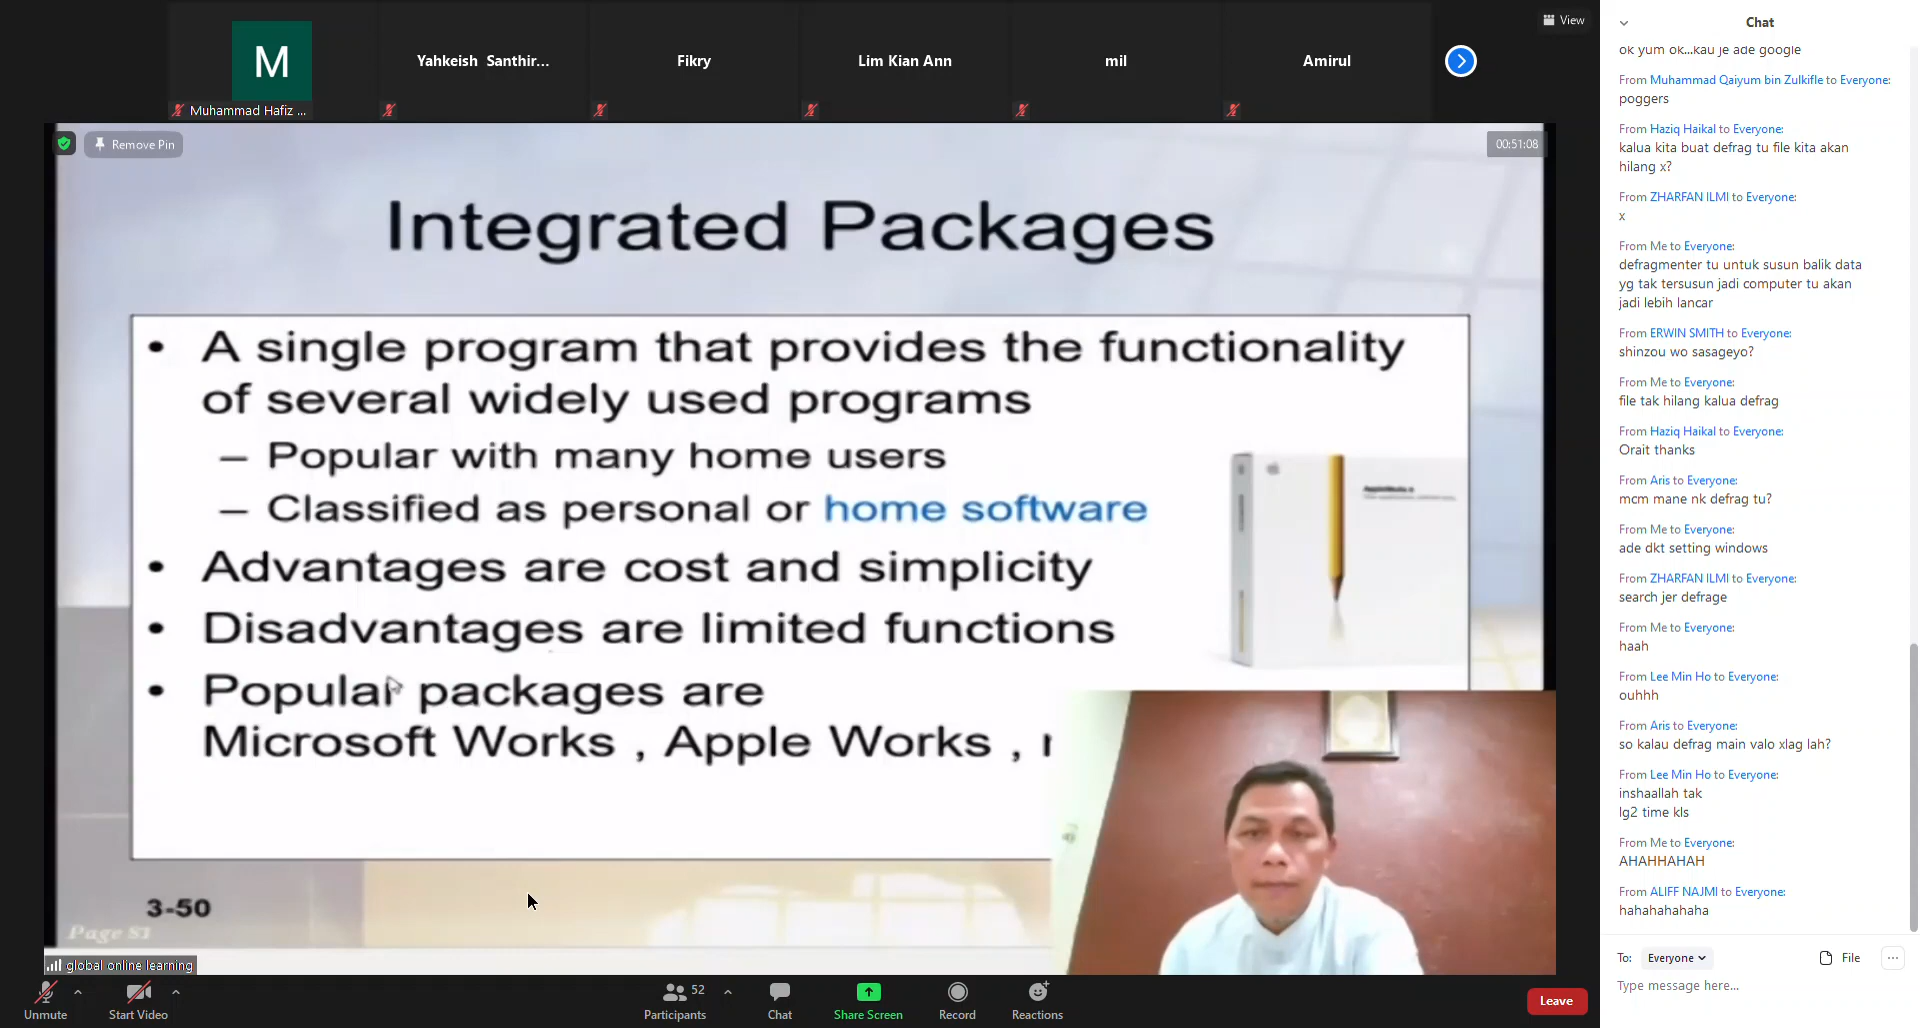 View
M
Muhammad Hafiz ...
Yahkeish Santhir...
Fikry
Lim Kian Ann
mil
Amirul
Remove Pin
00:51:08
Integrated Packages
• A single program that provides the functionality
of several widely used programs
– Popular with many home users
– Classified as personal or home software
• Advantages are cost and simplicity
• Disadvantages are limited functions
• Popular packages are
Microsoft Works , Apple Works ,
AppleWorks 6
3-50
Page 81
global online learning
Unmute
Start Video
52
Participants
Chat
Share Screen
Record
Reactions
Leave
Chat
ok yum ok...kau je ade google
From Muhammad Qaiyum bin Zulkifle to Everyone:
poggers
From Haziq Haikal to Everyone:
kalua kita buat defrag tu file kita akan
hilang x?
From ZHARFAN ILMI to Everyone:
x
From Me to Everyone:
defragmenter tu untuk susun balik data
yg tak tersusun jadi computer tu akan
jadi lebih lancar
From ERWIN SMITH to Everyone:
shinzou wo sasageyo?
From Me to Everyone:
file tak hilang kalua defrag
From Haziq Haikal to Everyone:
Orait thanks
From Aris to Everyone:
mcm mane nk defrag tu?
From Me to Everyone:
ade dkt setting windows
From ZHARFAN ILMI to Everyone:
search jer defrage
From Me to Everyone:
haah
From Lee Min Ho to Everyone:
ouhhh
From Aris to Everyone:
so kalau defrag main valo xlag lah?
From Lee Min Ho to Everyone:
inshaallah tak
lg2 time kls
From Me to Everyone:
AHAHHAHAH
From ALIFF NAJMI to Everyone:
hahahahahaha
To: Everyone
File
...
Type message here...